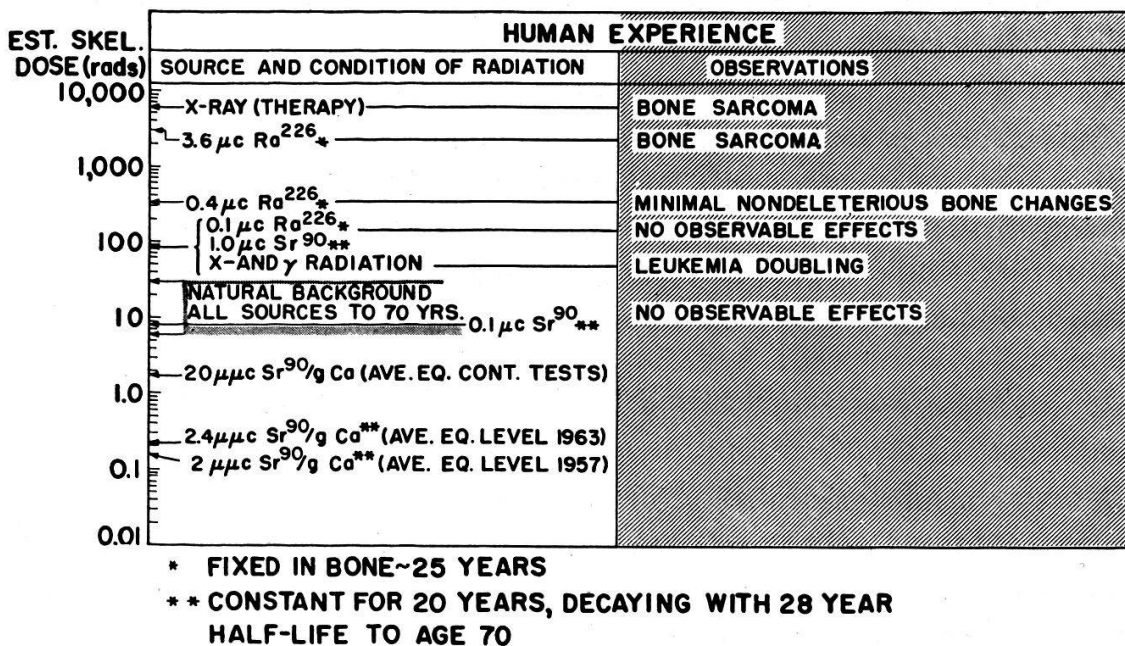 HUMAN EXPERIENCE
EST. SKEL.
DOSE (rads)
SOURCE AND CONDITION OF RADIATION
OBSERVATIONS
10,000
X-RAY (THERAPY)
BONE SARCOMA
3.6 μc Ra226*
BONE SARCOMA
1,000
0.4 μc Ra226*
MINIMAL NONDELETERIOUS BONE CHANGES
0.1 μc Ra226*
NO OBSERVABLE EFFECTS
100
1.0 μc Sr90**
X-AND γ RADIATION
LEUKEMIA DOUBLING
NATURAL BACKGROUND
ALL SOURCES TO 70 YRS.
NO OBSERVABLE EFFECTS
10
0.1 μc Sr90**
20 μμc Sr90/g Ca (AVE. EQ. CONT. TESTS)
1.0
2.4 μμc Sr90/g Ca** (AVE. EQ. LEVEL 1963)
2 μμc Sr90/g Ca** (AVE. EQ. LEVEL 1957)
0.1
0.01
* FIXED IN BONE~25 YEARS
** CONSTANT FOR 20 YEARS, DECAYING WITH 28 YEAR
HALF-LIFE TO AGE 70